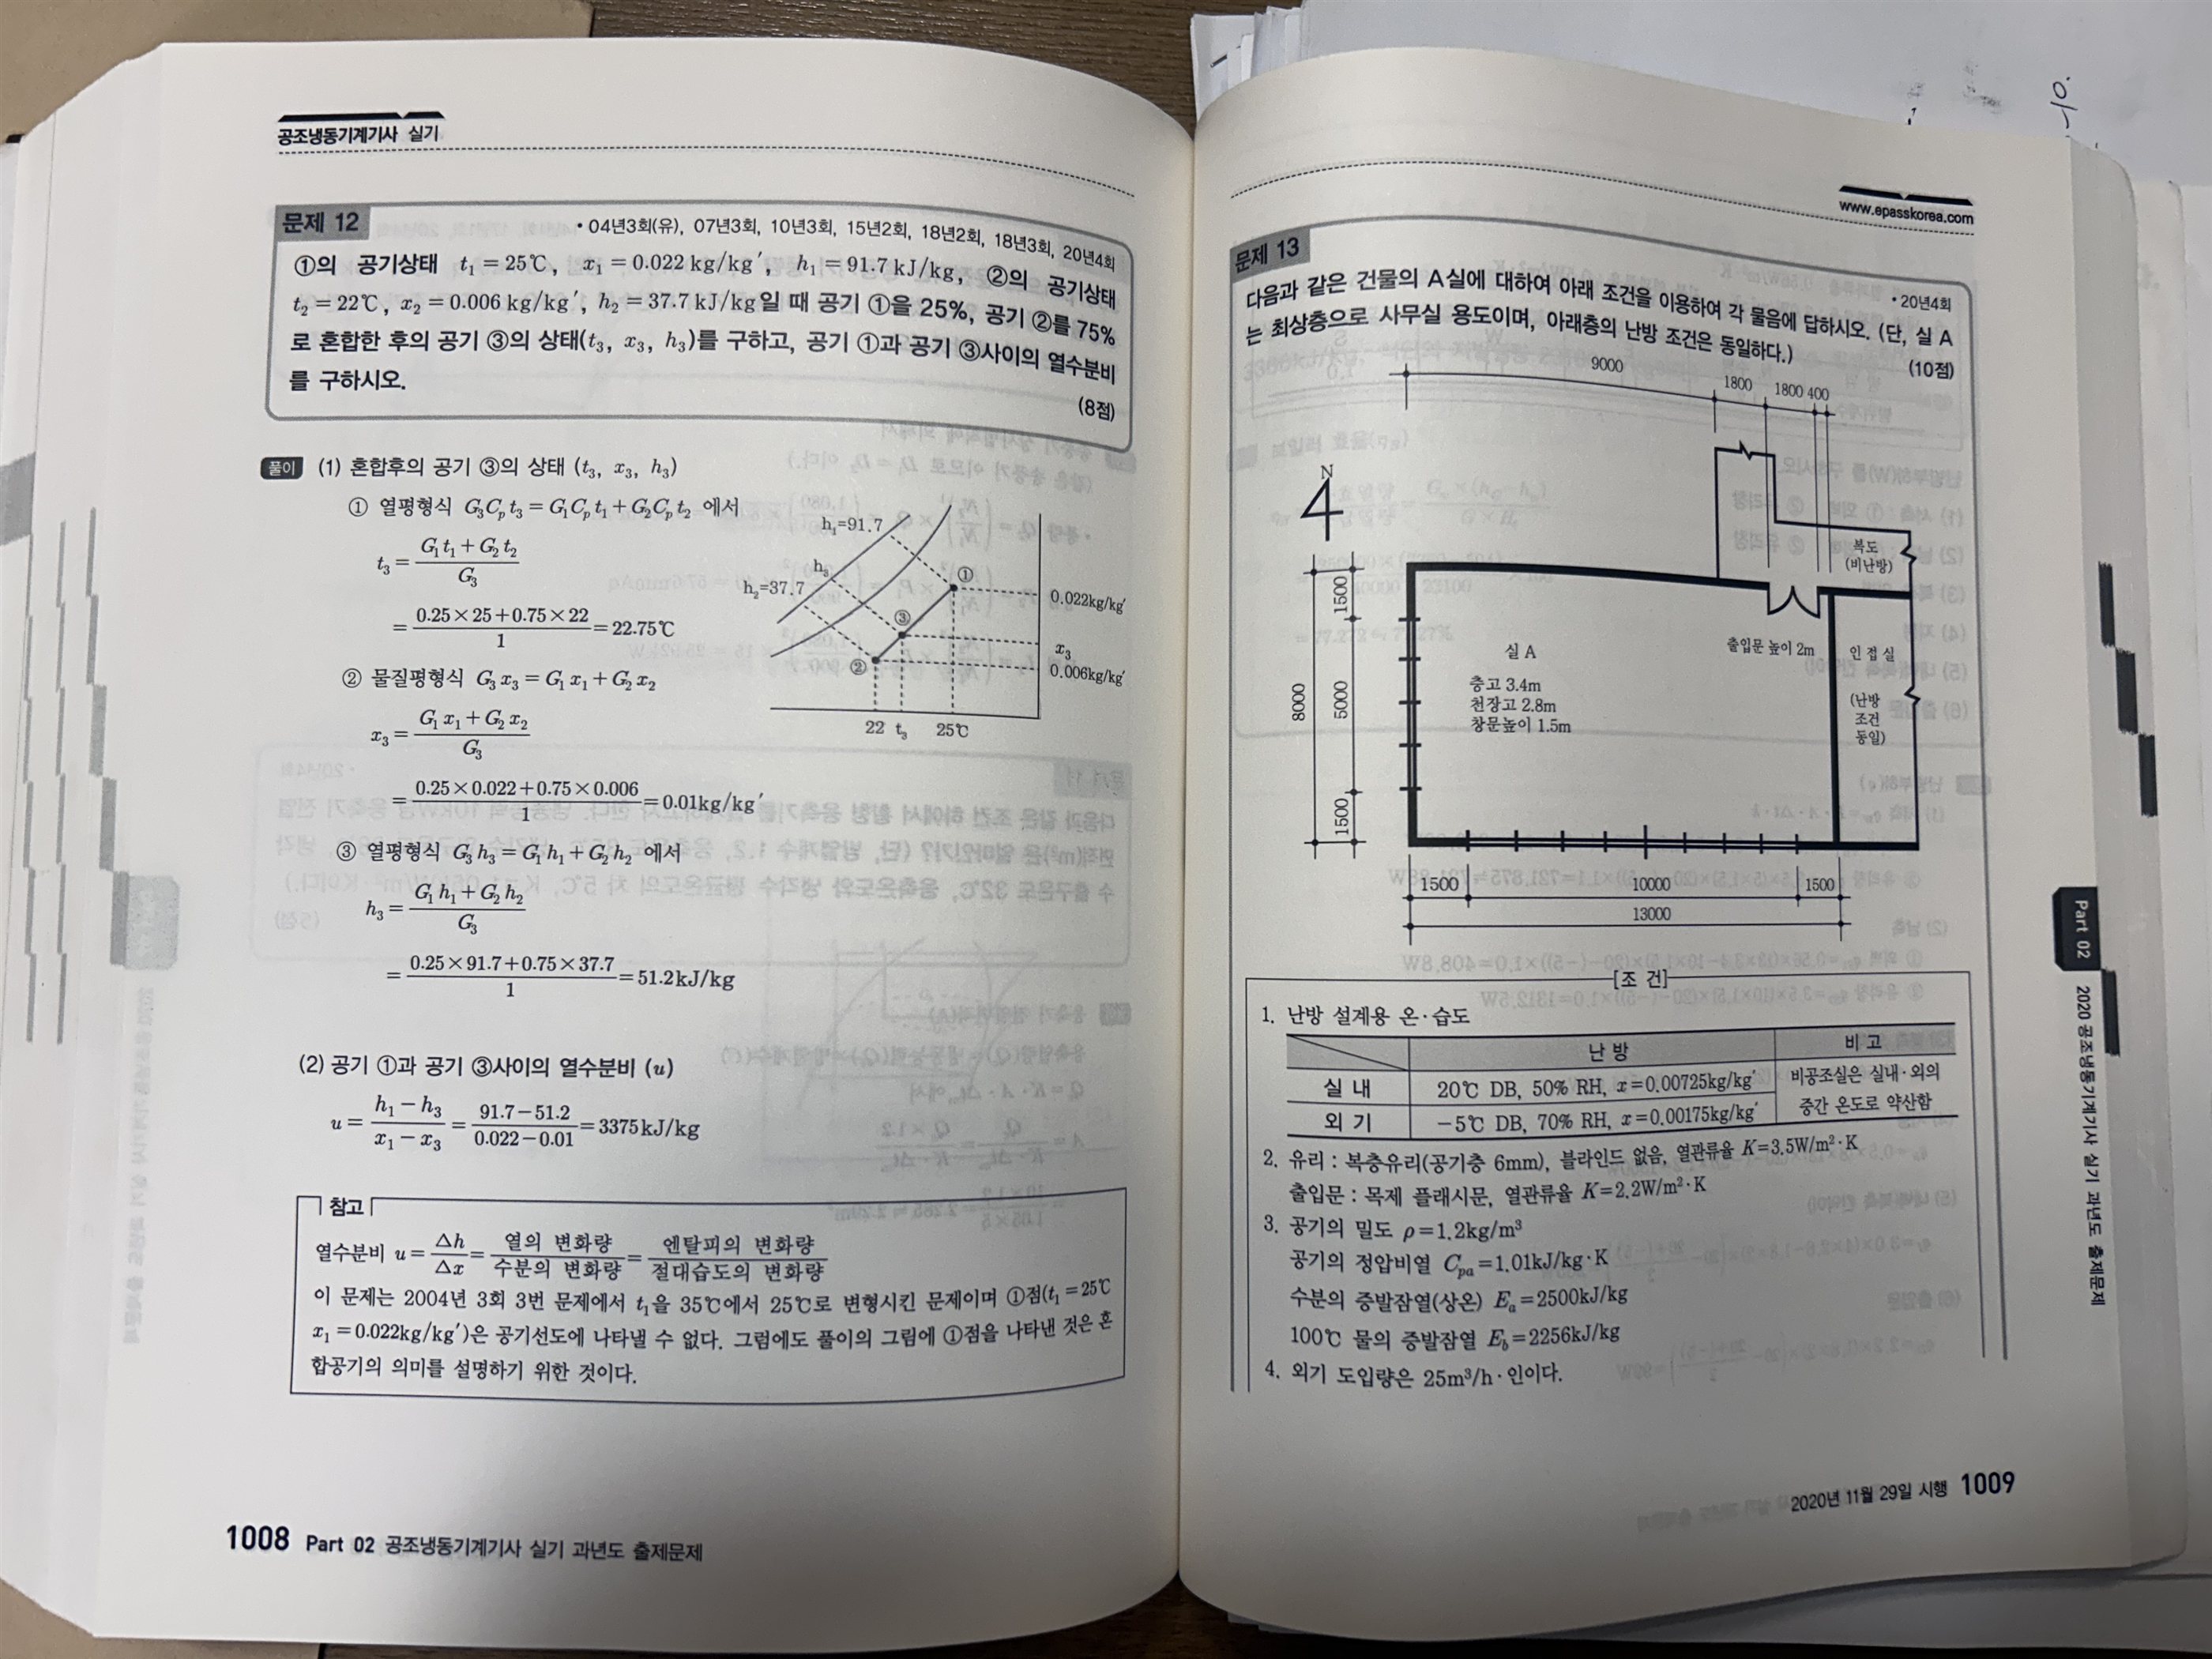 공조냉동기계기사 실기
문제 12
• 04년3회(유), 07년3회, 10년3회, 15년2회, 18년2회, 18년3회, 20년4회
①의 공기상태 t₁ = 25℃, x₁ = 0.022 kg/kg′, h₁ = 91.7 kJ/kg, ②의 공기상태
t₂ = 22℃, x₂ = 0.006 kg/kg′, h₂ = 37.7 kJ/kg일 때 공기 ①을 25%, 공기 ②를 75%
로 혼합한 후의 공기 ③의 상태(t₃, x₃, h₃)를 구하고, 공기 ①과 공기 ③사이의 열수분비
를 구하시오.
(8점)
풀이 (1) 혼합후의 공기 ③의 상태 (t₃, x₃, h₃)
① 열평형식 G₃Cₚt₃ = G₁Cₚt₁ + G₂Cₚt₂ 에서
t₃ = (G₁t₁ + G₂t₂) / G₃
= (0.25×25+0.75×22) / 1 = 22.75℃
② 물질평형식 G₃x₃ = G₁x₁ + G₂x₂
x₃ = (G₁x₁ + G₂x₂) / G₃
= (0.25×0.022+0.75×0.006) / 1 = 0.01kg/kg′
③ 열평형식 G₃h₃ = G₁h₁ + G₂h₂ 에서
h₃ = (G₁h₁ + G₂h₂) / G₃
= (0.25×91.7+0.75×37.7) / 1 = 51.2kJ/kg
h₁=91.7
h₃
h₂=37.7
①
③
②
0.022kg/kg′
x₃
0.006kg/kg′
22 t₃ 25℃
(2) 공기 ①과 공기 ③사이의 열수분비 (u)
u = (h₁ − h₃) / (x₁ − x₃) = (91.7−51.2) / (0.022−0.01) = 3375kJ/kg
참고
열수분비 u = Δh / Δx = 열의 변화량 / 수분의 변화량 = 엔탈피의 변화량 / 절대습도의 변화량
이 문제는 2004년 3회 3번 문제에서 t₁을 35℃에서 25℃로 변형시킨 문제이며 ①점(t₁ = 25℃
x₁ = 0.022kg/kg′)은 공기선도에 나타낼 수 없다. 그럼에도 풀이의 그림에 ①점을 나타낸 것은 혼
합공기의 의미를 설명하기 위한 것이다.
1008 Part 02 공조냉동기계기사 실기 과년도 출제문제
www.epasskorea.com
문제 13
• 20년4회
다음과 같은 건물의 A실에 대하여 아래 조건을 이용하여 각 물음에 답하시오. (단, 실 A
는 최상층으로 사무실 용도이며, 아래층의 난방 조건은 동일하다.)
(10점)
9000
1800
1800 400
N
복도
(비난방)
출입문 높이 2m
인접실
(난방
조건
동일)
실 A
층고 3.4m
천장고 2.8m
창문높이 1.5m
1500
5000
8000
1500
1500
10000
1500
13000
[조 건]
1. 난방 설계용 온·습도
난 방
비 고
실 내
20℃ DB, 50% RH, x=0.00725kg/kg′
비공조실은 실내·외의
중간 온도로 약산함
외 기
−5℃ DB, 70% RH, x=0.00175kg/kg′
2. 유리 : 복층유리(공기층 6mm), 블라인드 없음, 열관류율 K=3.5W/m²·K
출입문 : 목제 플래시문, 열관류율 K=2.2W/m²·K
3. 공기의 밀도 ρ=1.2kg/m³
공기의 정압비열 Cpa=1.01kJ/kg·K
수분의 증발잠열(상온) Ea=2500kJ/kg
100℃ 물의 증발잠열 Eb=2256kJ/kg
4. 외기 도입량은 25m³/h·인이다.
Part 02
2020 공조냉동기계기사 실기 과년도 출제문제
2020년 11월 29일 시행 1009